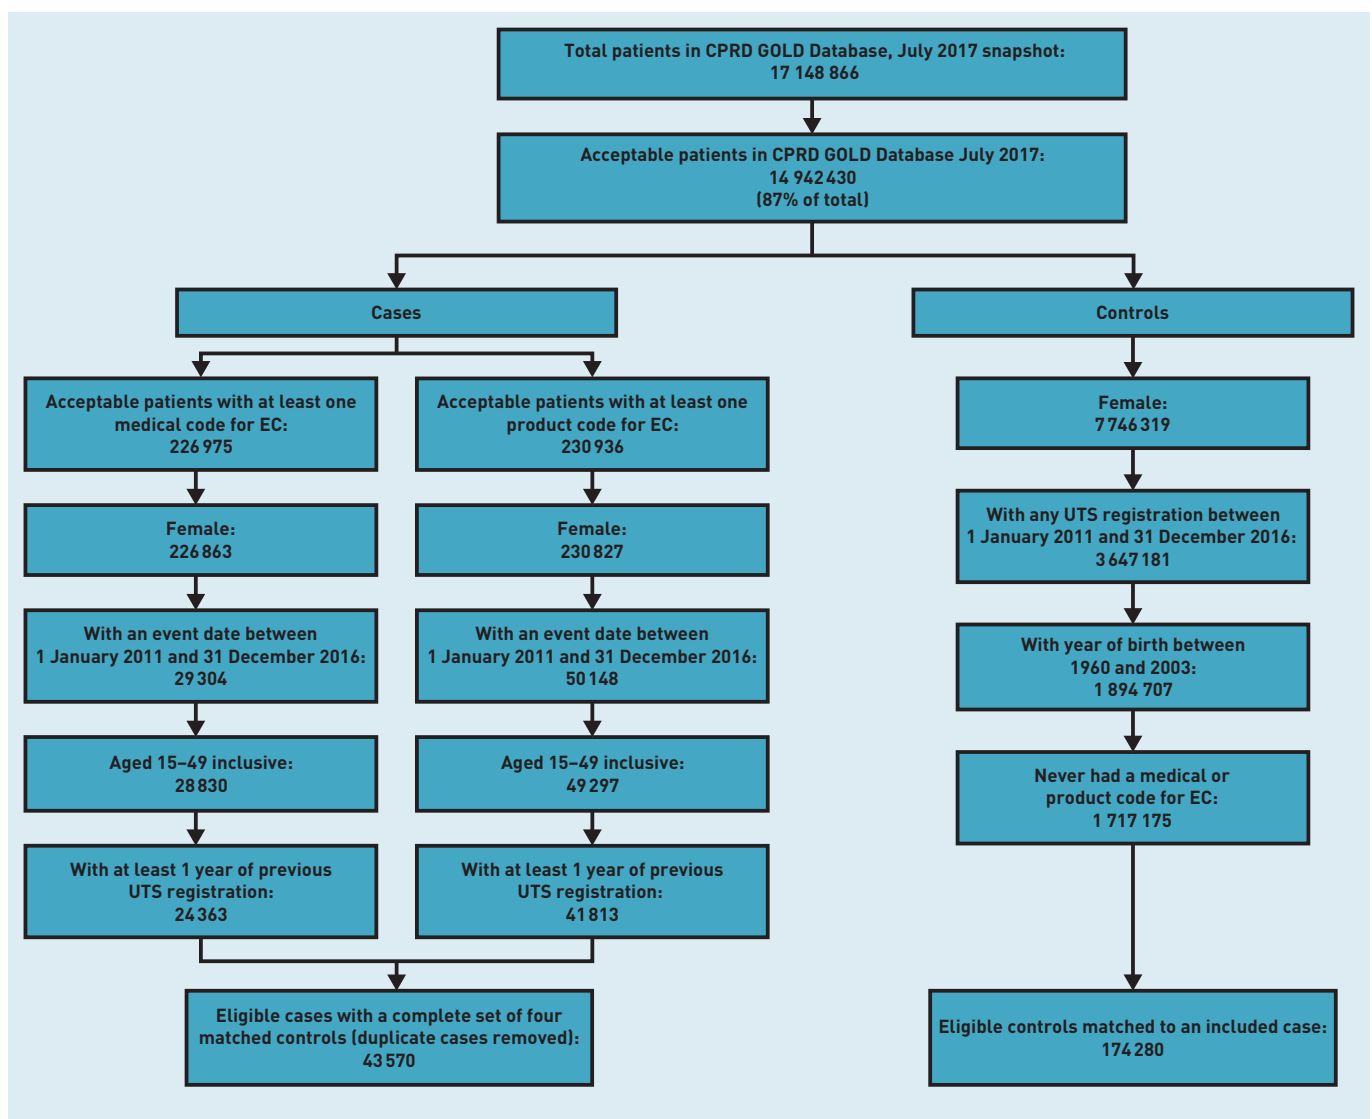 Total patients in CPRD GOLD Database, July 2017 snapshot:
17 148 866
Acceptable patients in CPRD GOLD Database July 2017:
14 942 430
(87% of total)
Cases
Acceptable patients with at least one
medical code for EC:
226 975
Female:
226 863
With an event date between
1 January 2011 and 31 December 2016:
29 304
Aged 15–49 inclusive:
28 830
With at least 1 year of previous
UTS registration:
24 363
Acceptable patients with at least one
product code for EC:
230 936
Female:
230 827
With an event date between
1 January 2011 and 31 December 2016:
50 148
Aged 15–49 inclusive:
49 297
With at least 1 year of previous
UTS registration:
41 813
Eligible cases with a complete set of four
matched controls (duplicate cases removed):
43 570
Controls
Female:
7 746 319
With any UTS registration between
1 January 2011 and 31 December 2016:
3 647 181
With year of birth between
1960 and 2003:
1 894 707
Never had a medical or
product code for EC:
1 717 175
Eligible controls matched to an included case:
174 280